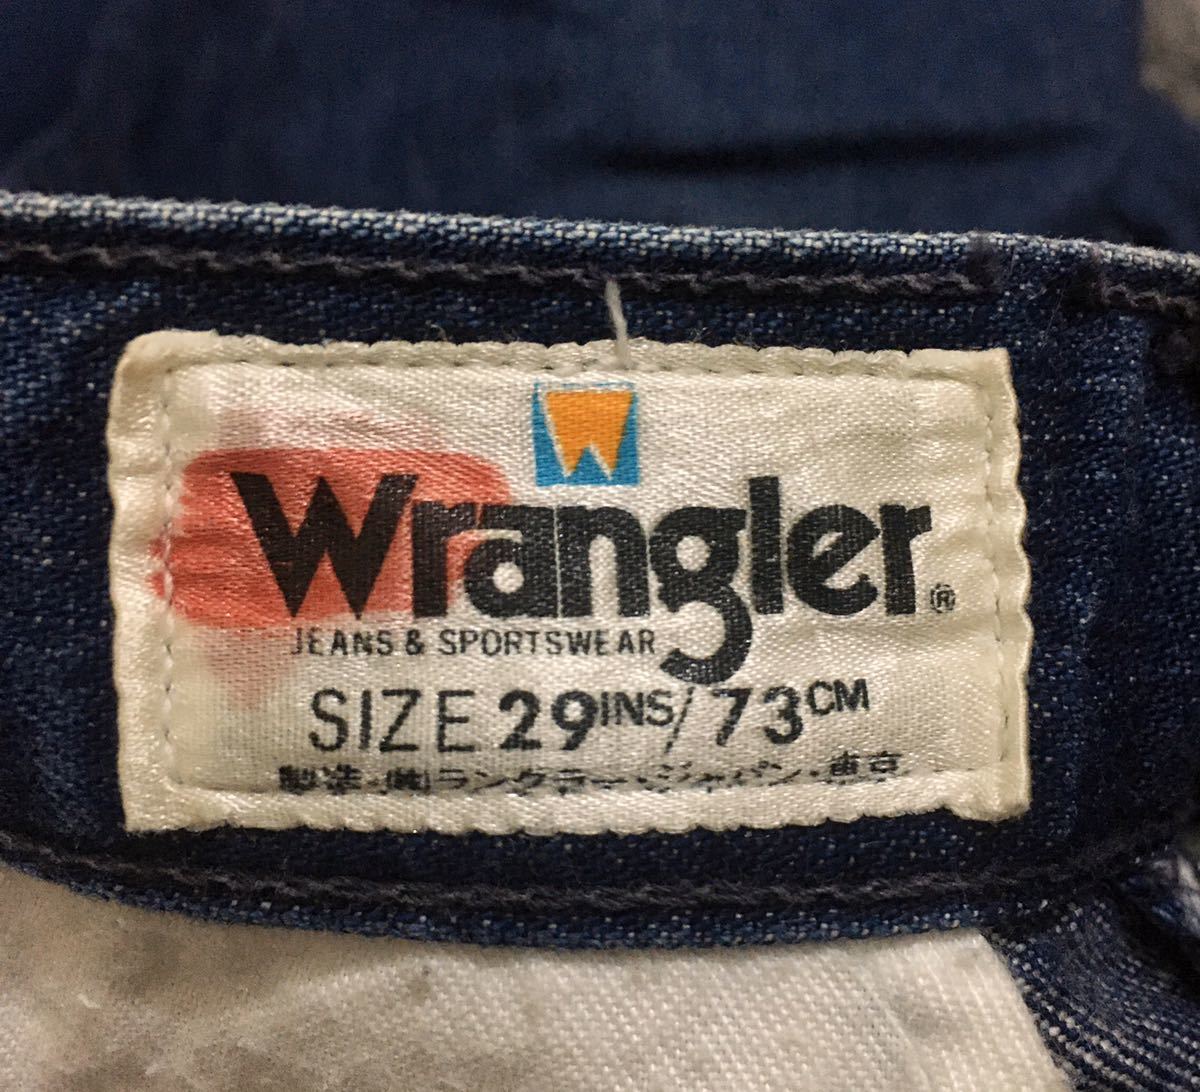 W
Wrangler®
JEANS & SPORTSWEAR
SIZE 29INS/73CM
製造・㈱ラングラー・ジャパン・東京